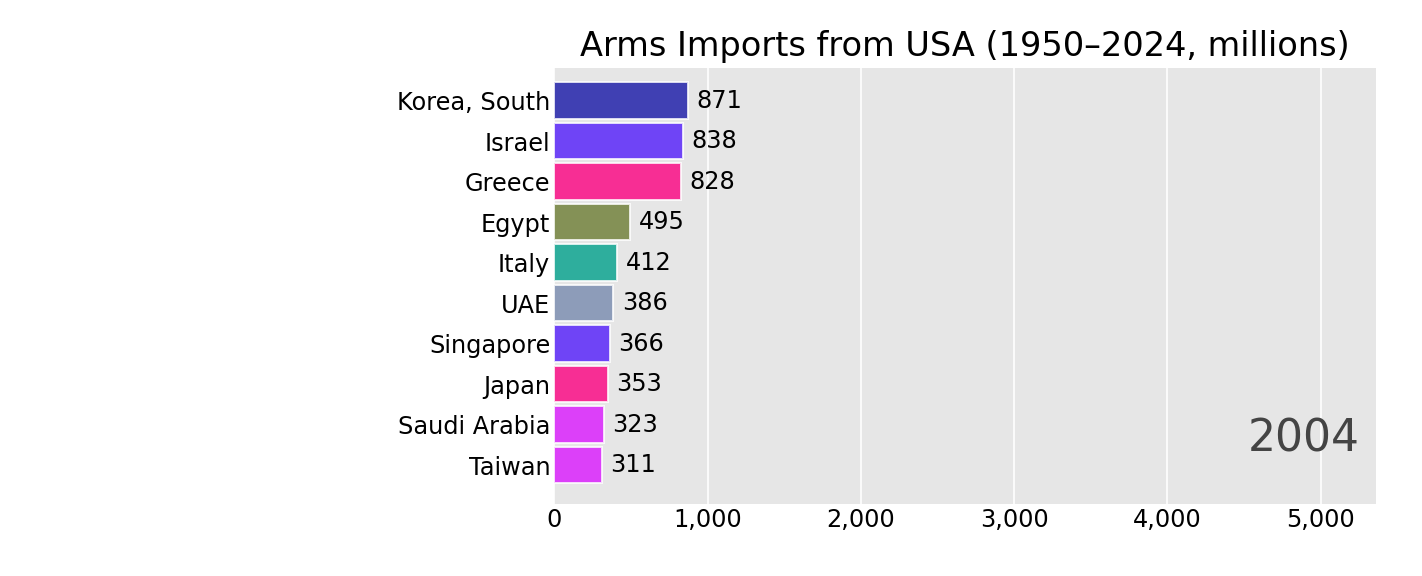 Arms Imports from USA (1950–2024, millions)
Korea, South 871
Israel 838
Greece 828
Egypt 495
Italy 412
UAE 386
Singapore 366
Japan 353
Saudi Arabia 323
Taiwan 311
2004
0 1,000 2,000 3,000 4,000 5,000